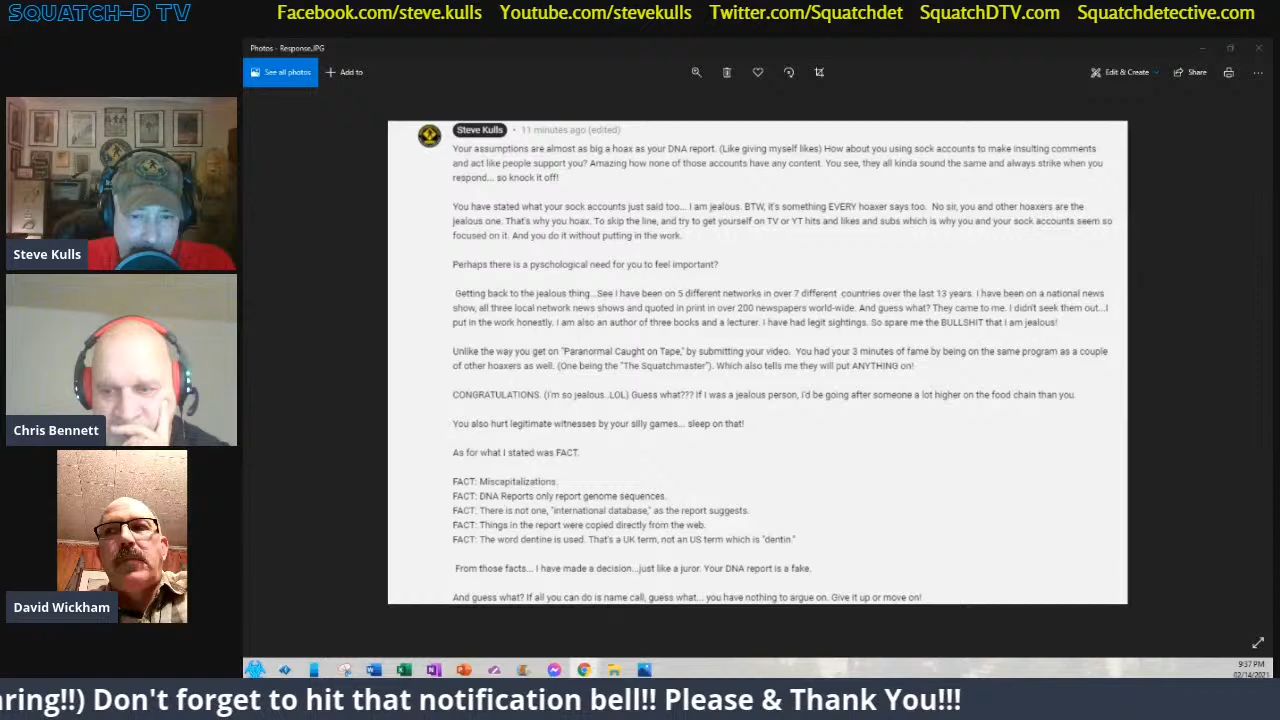 SQUATCH-D TV
Facebook.com/steve.kulls Youtube.com/stevekulls Twitter.com/Squatchdet SquatchDTV.com Squatchdetective.com
Photos - Response.JPG
See all photos
Add to
Edit & Create
Share
Steve Kulls • 11 minutes ago (edited)
Your assumptions are almost as big a hoax as your DNA report. (Like giving myself likes) How about you using sock accounts to make insulting comments
and act like people support you? Amazing how none of those accounts have any content. You see, they all kinda sound the same and always strike when you
respond... so knock it off!
You have stated what your sock accounts just said too... I am jealous. BTW, it's something EVERY hoaxer says too. No sir, you and other hoaxers are the
jealous one. That's why you hoax. To skip the line, and try to get yourself on TV or YT hits and likes and subs which is why you and your sock accounts seem so
focused on it. And you do it without putting in the work.
Perhaps there is a pyschological need for you to feel important?
Getting back to the jealous thing...See I have been on 5 different networks in over 7 different countries over the last 13 years. I have been on a national news
show, all three local network news shows and quoted in print in over 200 newspapers world-wide. And guess what? They came to me. I didn't seek them out...I
put in the work honestly. I am also an author of three books and a lecturer. I have had legit sightings. So spare me the BULLSHIT that I am jealous!
Unlike the way you get on "Paranormal Caught on Tape," by submitting your video. You had your 3 minutes of fame by being on the same program as a couple
of other hoaxers as well. (One being the "The Squatchmaster"). Which also tells me they will put ANYTHING on!
CONGRATULATIONS. (I'm so jealous..LOL) Guess what??? If I was a jealous person, I'd be going after someone a lot higher on the food chain than you.
You also hurt legitimate witnesses by your silly games... sleep on that!
As for what I stated was FACT.
FACT: Miscapitalizations.
FACT: DNA Reports only report genome sequences.
FACT: There is not one, "international database," as the report suggests.
FACT: Things in the report were copied directly from the web.
FACT: The word dentine is used. That's a UK term, not an US term which is "dentin."
From those facts... I have made a decision...just like a juror. Your DNA report is a fake.
And guess what? If all you can do is name call, guess what... you have nothing to argue on. Give it up or move on!
Steve Kulls
Chris Bennett
David Wickham
9:37 PM
02/14/2021
aring!!) Don't forget to hit that notification bell!! Please & Thank You!!!